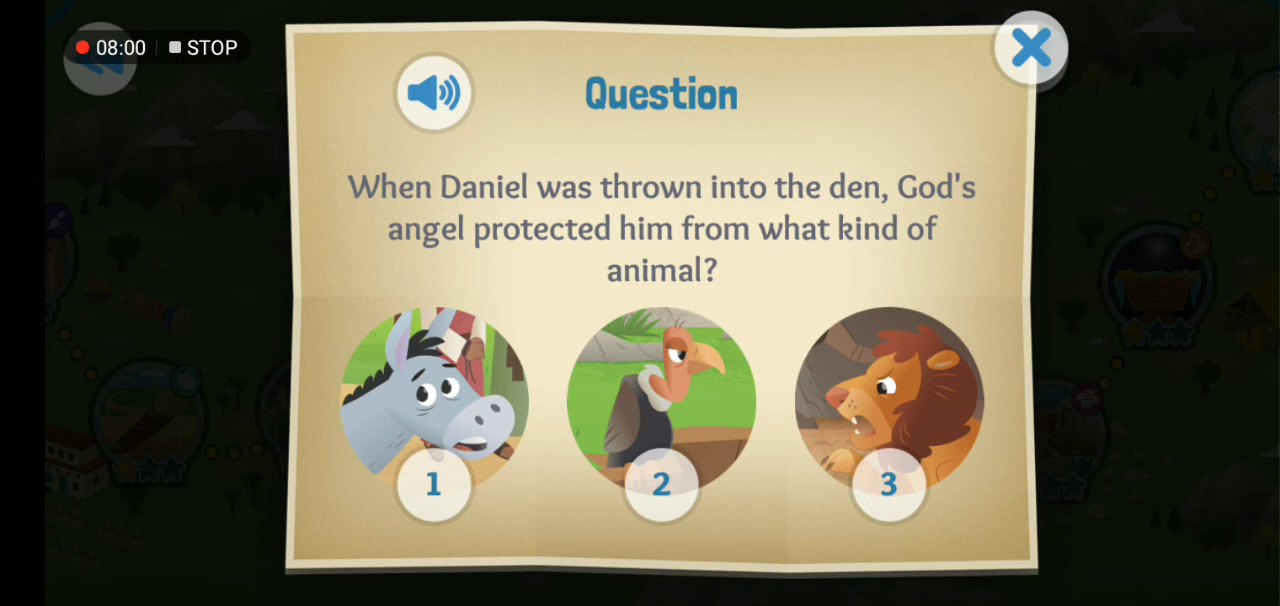 08:00 STOP
Question
When Daniel was thrown into the den, God's
angel protected him from what kind of
animal?
1 2 3